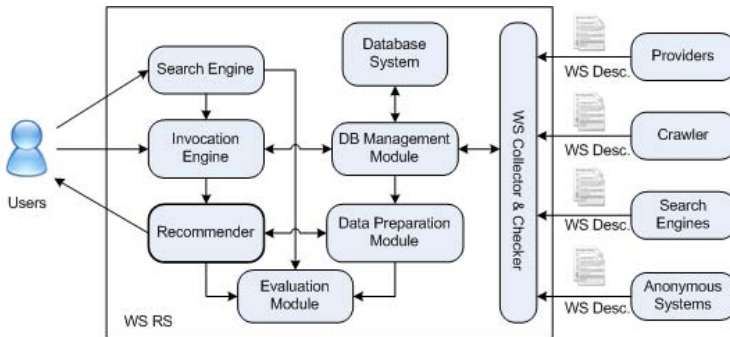 Database
System
Search Engine
WS Desc.
Providers
Invocation
Engine
DB Management
Module
WS Collector & Checker
WS Desc.
Crawler
Users
Recommender
Data Preparation
Module
WS Desc.
Search
Engines
Evaluation
Module
WS Desc.
Anonymous
Systems
WS RS